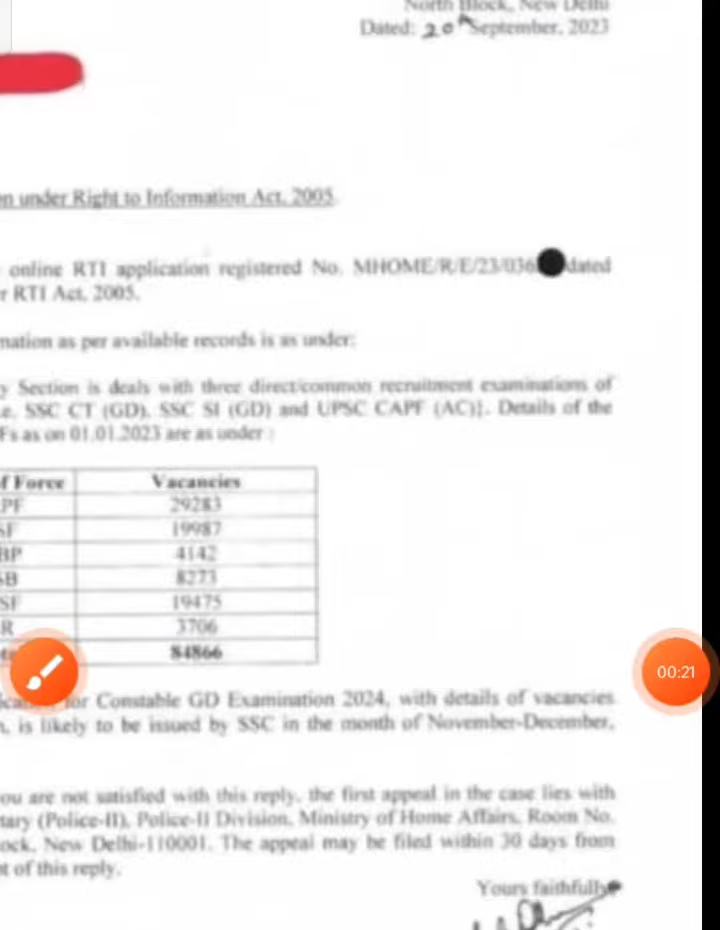 North Block, New Delhi
Dated: 20th September, 2023
on under Right to Information Act, 2005.
online RTI application registered No. MHOME/R/E/23/036 dated
r RTI Act, 2005.
mation as per available records is as under:
y Section is deals with three direct/common recruitment examinations of
.e. SSC CT (GD), SSC SI (GD) and UPSC CAPF (AC)}. Details of the
Fs as on 01.01.2023 are as under :
f Force Vacancies
PF 29283
SF 19987
BP 4142
SB 8273
SF 19475
R 3706
84866
for Constable GD Examination 2024, with details of vacancies
n, is likely to be issued by SSC in the month of November-December,
00:21
ou are not satisfied with this reply, the first appeal in the case lies with
tary (Police-II), Police-II Division, Ministry of Home Affairs, Room No.
ock, New Delhi-110001. The appeal may be filed within 30 days from
t of this reply.
Yours faithfully